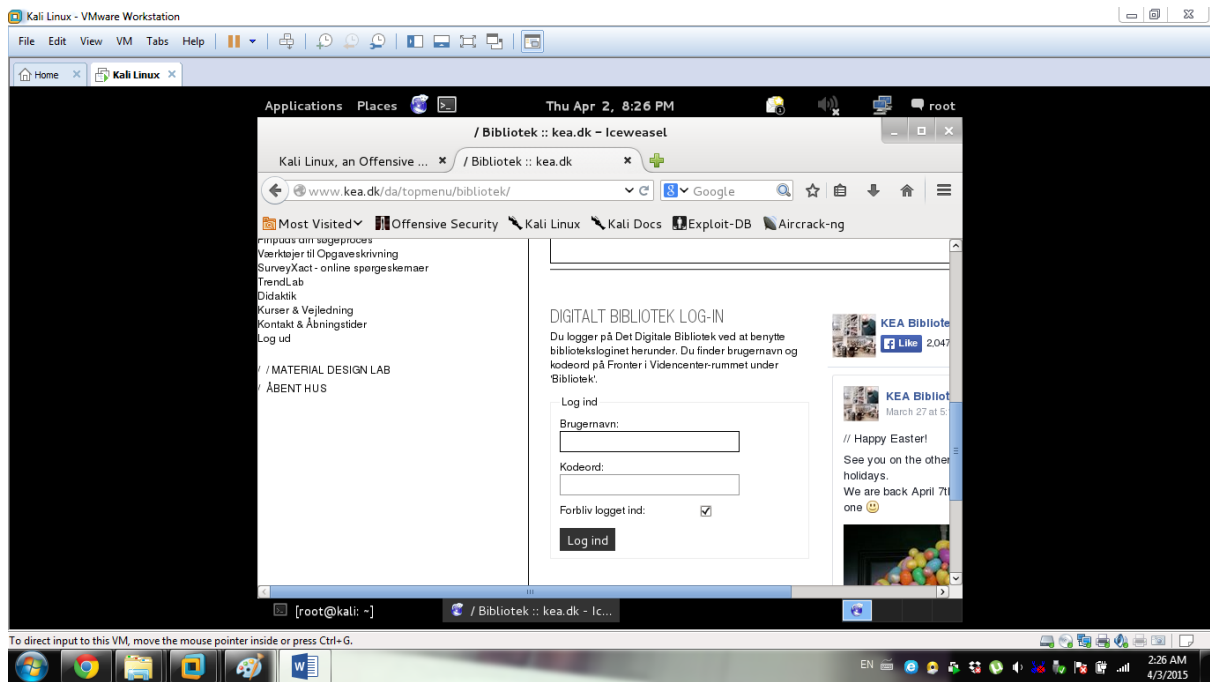 Kali Linux - VMware Workstation
File Edit View VM Tabs Help
Home Kali Linux
Applications Places Thu Apr 2, 8:26 PM root
/ Bibliotek :: kea.dk - Iceweasel
Kali Linux, an Offensive ... / Bibliotek :: kea.dk
www.kea.dk/da/topmenu/bibliotek/ Google
Most Visited Offensive Security Kali Linux Kali Docs Exploit-DB Aircrack-ng
Finpuds din søgeproces
Værktøjer til Opgaveskrivning
SurveyXact - online spørgeskemaer
TrendLab
Didaktik
Kurser & Vejledning
Kontakt & Åbningstider
Log ud
/ / MATERIAL DESIGN LAB
/ ÅBENT HUS
DIGITALT BIBLIOTEK LOG-IN
Du logger på Det Digitale Bibliotek ved at benytte
biblioteksloginet herunder. Du finder brugernavn og
kodeord på Fronter i Videncenter-rummet under
'Bibliotek'.
Log ind
Brugernavn:
Kodeord:
Forbliv logget ind:
Log ind
KEA Bibliote
Like 2,047
KEA Bibliot
March 27 at 5:
// Happy Easter!
See you on the other
holidays.
We are back April 7t
one
[root@kali: ~] / Bibliotek :: kea.dk - Ic...
To direct input to this VM, move the mouse pointer inside or press Ctrl+G.
EN 2:26 AM
4/3/2015